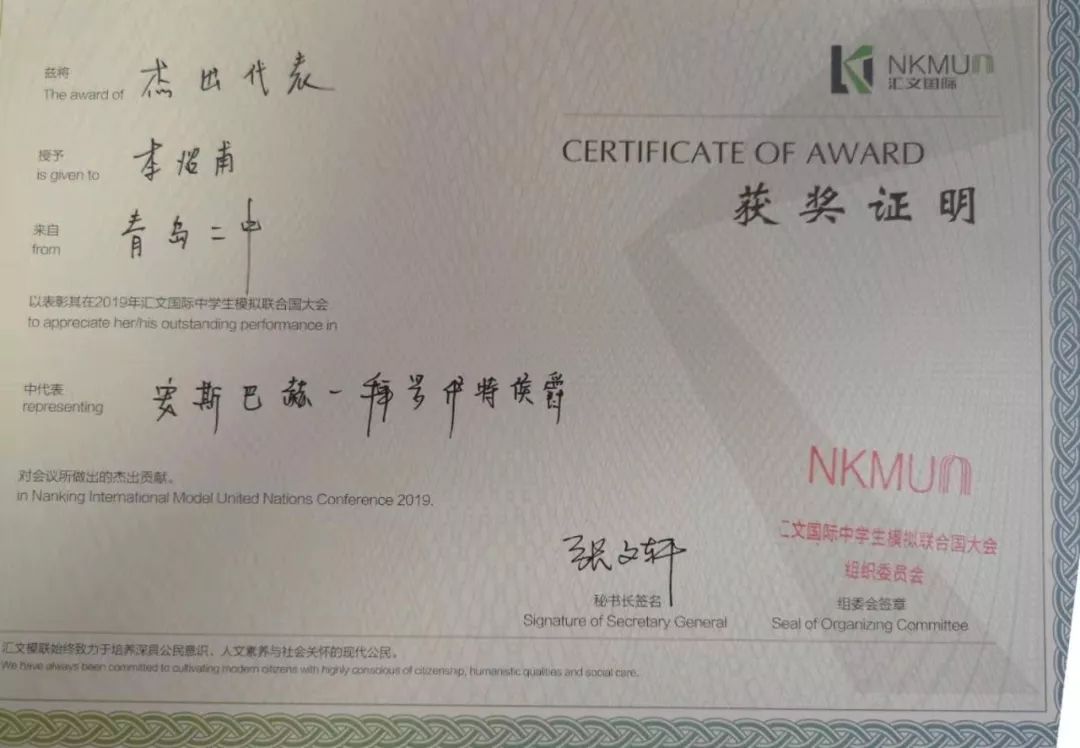 兹将
The award of 杰出代表
授予
is given to 李
来自
from 青岛二中
以表彰其在2019年汇文国际中学生模拟联合国大会
to appreciate her/his outstanding performance in
中代表
representing 安斯巴赫-拜罗伊特侯爵
对会议所做出的杰出贡献。
in Nanking International Model United Nations Conference 2019.
NKMUN
汇文国际
CERTIFICATE OF AWARD
获奖证明
张文轩
秘书长签名
Signature of Secretary General
NKMUN
汇文国际中学生模拟联合国大会
组织委员会
组委会签章
Seal of Organizing Committee
汇文模联始终致力于培养深具公民意识、人文素养与社会关怀的现代公民。
We have always been committed to cultivating modern citizens with highly conscious of citizenship, humanistic qualities and social care.